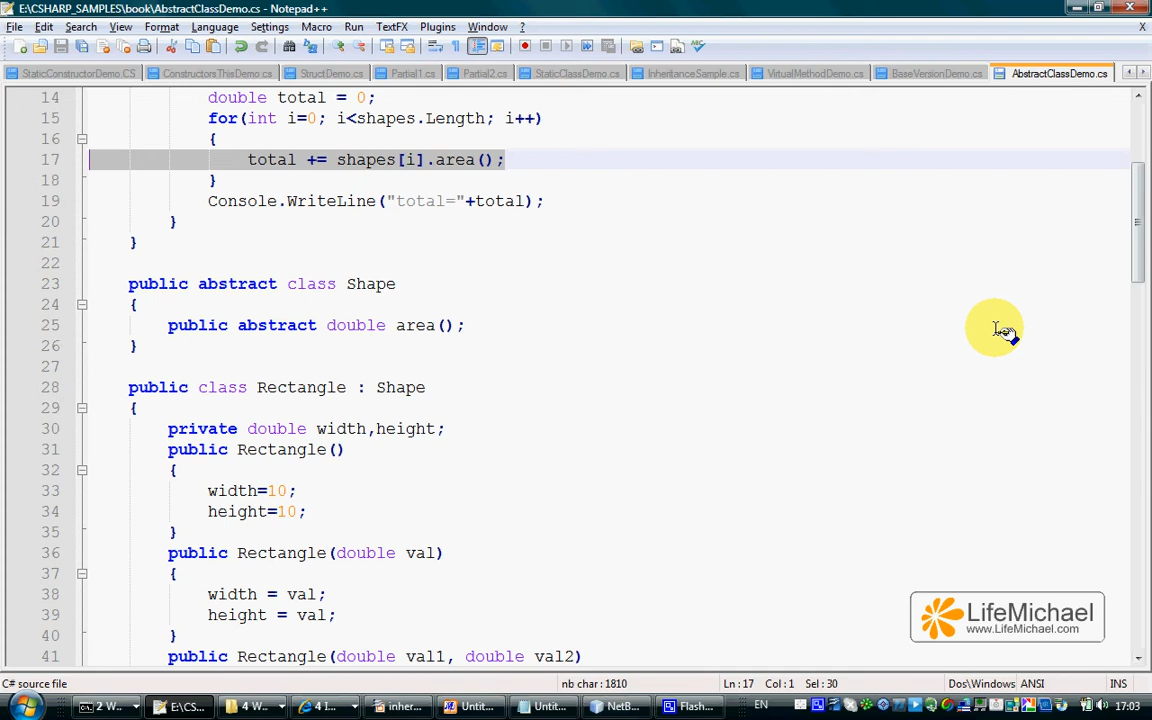 E:\CSHARP_SAMPLES\book\AbstractClassDemo.cs - Notepad++
File Edit Search View Format Language Settings Macro Run TextFX Plugins Window ? X
StaticConstructorDemo.CS ConstructorsThisDemo.cs StructDemo.cs Partial1.cs Partial2.cs StaticClassDemo.cs InheritanceSample.cs VirtualMethodDemo.cs BaseVersionDemo.cs AbstractClassDemo.cs
14 double total = 0;
15 for(int i=0; i<shapes.Length; i++)
16 {
17 total += shapes[i].area();
18 }
19 Console.WriteLine("total="+total);
20 }
21 }
22
23 public abstract class Shape
24 {
25 public abstract double area();
26 }
27
28 public class Rectangle : Shape
29 {
30 private double width,height;
31 public Rectangle()
32 {
33 width=10;
34 height=10;
35 }
36 public Rectangle(double val)
37 {
38 width = val;
39 height = val;
40 }
41 public Rectangle(double val1, double val2)
LifeMichael
www.LifeMichael.com
C# source file nb char : 1810 Ln : 17 Col : 1 Sel : 30 Dos\Windows ANSI INS
2 W... E:\CS... 4 W... 4 I... inher... Untit... Untit... NetB... Flash... EN 17:03